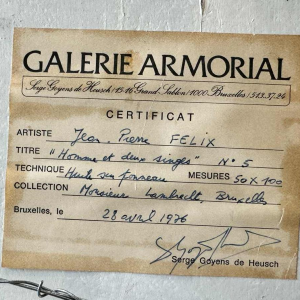 GALERIE ARMORIAL
Serge Goyens de Heusch / 15-16 Grand Sablon / 1000 Bruxelles / 513.37.24
CERTIFICAT
ARTISTE Jean-Pierre FELIX
TITRE "Homme et deux singes" N° 5
TECHNIQUE Huile sur panneau MESURES 50 X 100
COLLECTION Monsieur Lambrecht, Bruxelles
Bruxelles, le 28 avril 1976
Serge Goyens de Heusch